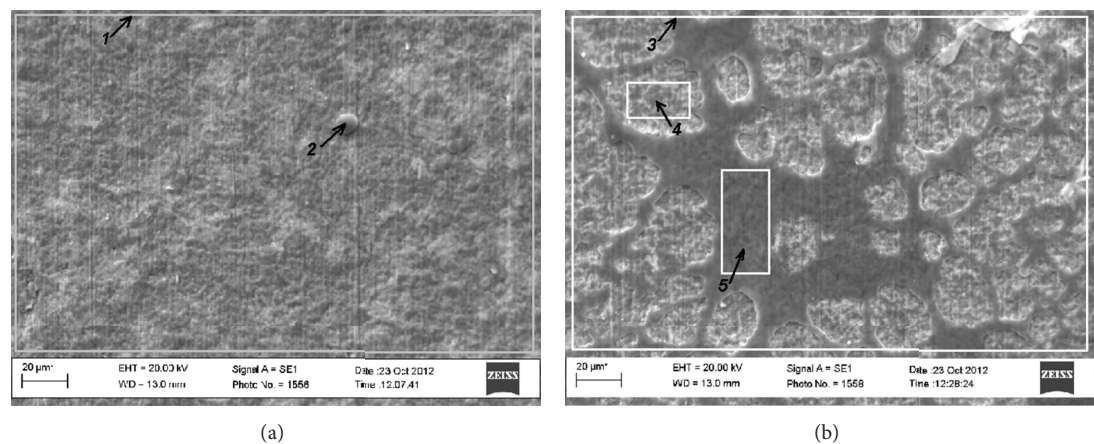 1
2
20 µm*
EHT = 20.00 kV
Signal A = SE1
Date :23 Oct 2012
WD = 13.0 mm
Photo No. = 1556
Time :12:07:41
ZEISS
(a)
3
4
5
20 µm*
EHT = 20.00 kV
Signal A = SE1
Date :23 Oct 2012
WD = 13.0 mm
Photo No. = 1558
Time :12:28:24
ZEISS
(b)